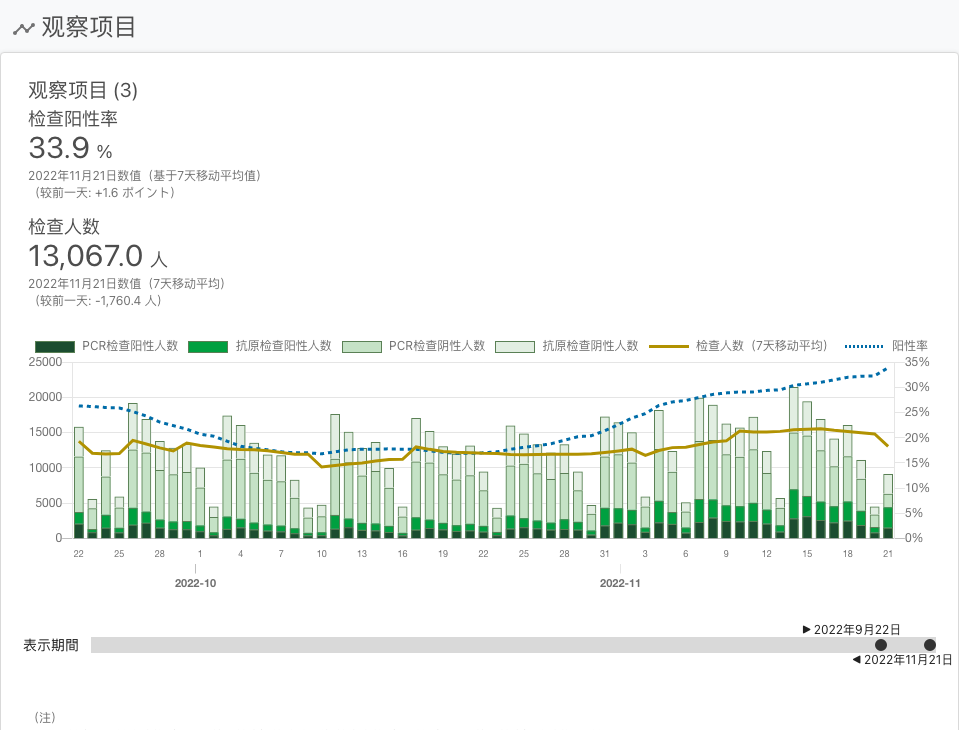 观察项目
观察项目 (3)
检查阳性率
33.9 %
2022年11月21日数值（基于7天移动平均值）
（较前一天: +1.6 ポイント）
检查人数
13,067.0 人
2022年11月21日数值（7天移动平均）
（较前一天: -1,760.4 人）
PCR检查阳性人数 抗原检查阳性人数 PCR检查阴性人数 抗原检查阴性人数 检查人数（7天移动平均） 阳性率
25000 35%
30%
20000
25%
15000 20%
15%
10000
10%
5000 5%
0 0%
22 25 28 1 4 7 10 13 16 19 22 25 28 31 3 6 9 12 15 18 21
2022-10 2022-11
▶ 2022年9月22日
表示期間
◀ 2022年11月21日
（注）